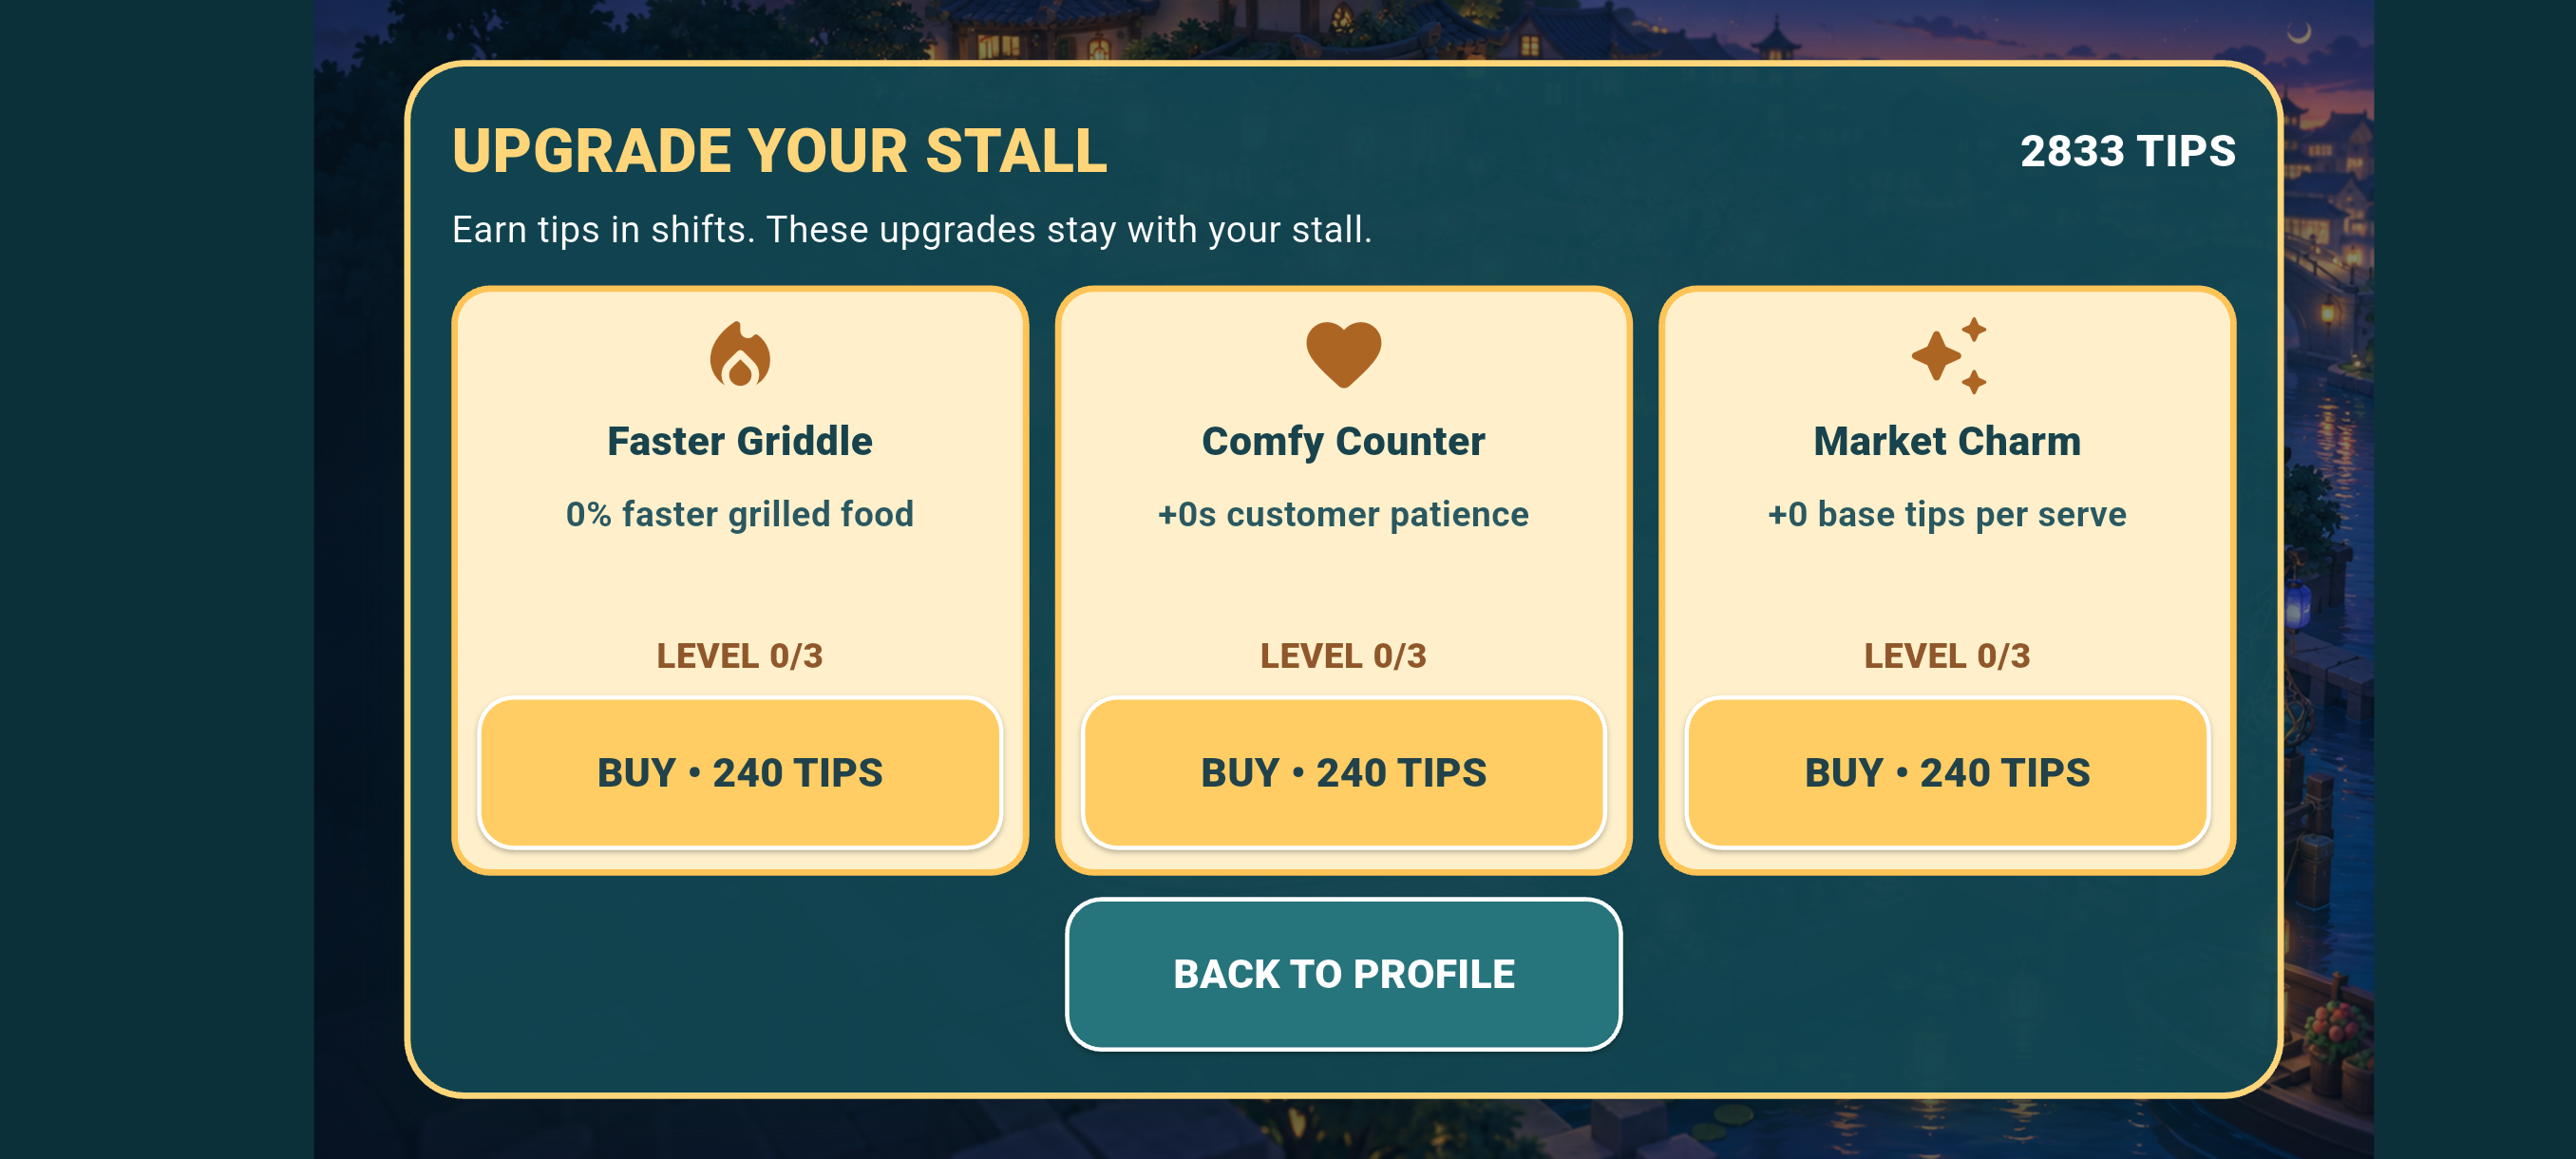 UPGRADE YOUR STALL
2833 TIPS
Earn tips in shifts. These upgrades stay with your stall.
Faster Griddle
0% faster grilled food
LEVEL 0/3
BUY • 240 TIPS
Comfy Counter
+0s customer patience
LEVEL 0/3
BUY • 240 TIPS
Market Charm
+0 base tips per serve
LEVEL 0/3
BUY • 240 TIPS
BACK TO PROFILE